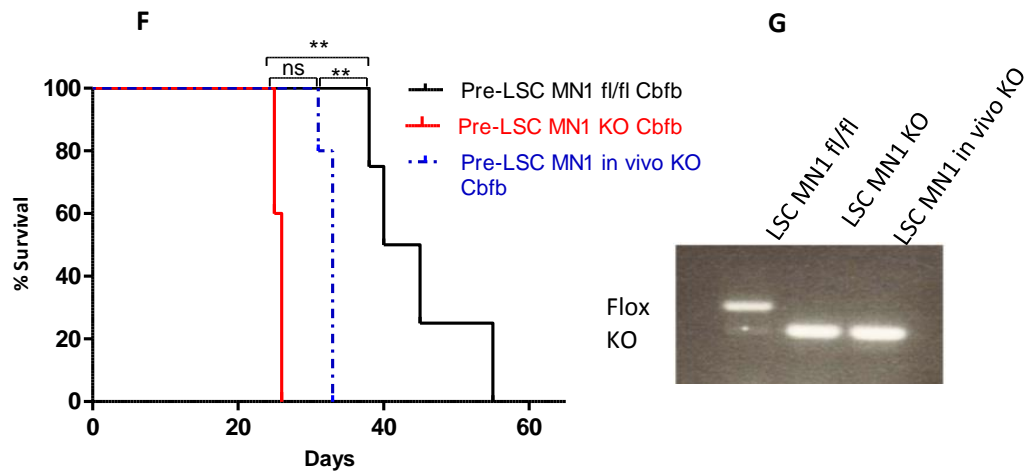 F
G
**
ns
**
100
80
60
40
20
0
% Survival
0
20
40
60
Days
Pre-LSC MN1 fl/fl Cbfb
Pre-LSC MN1 KO Cbfb
Pre-LSC MN1 in vivo KO
Cbfb
LSC MN1 fl/fl
LSC MN1 KO
LSC MN1 in vivo KO
Flox
KO